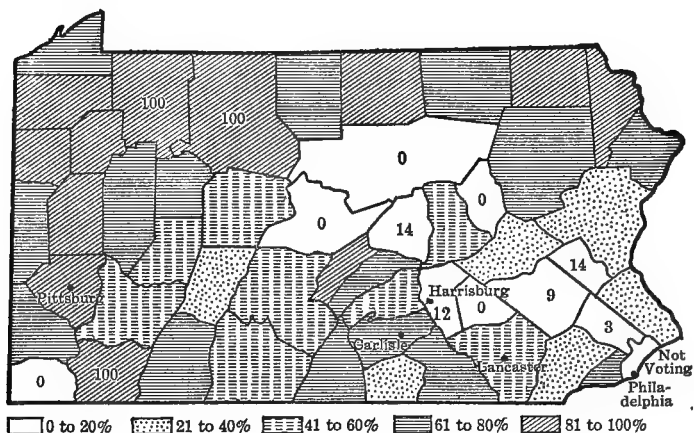 100
100
0
0
0
14
14
Pittsburg
Harrisburg
9
12
0
3
Carlisle
Lancaster
Not
Voting
0
100
Phila-
delphia
0 to 20% 21 to 40% 41 to 60% 61 to 80% 81 to 100%